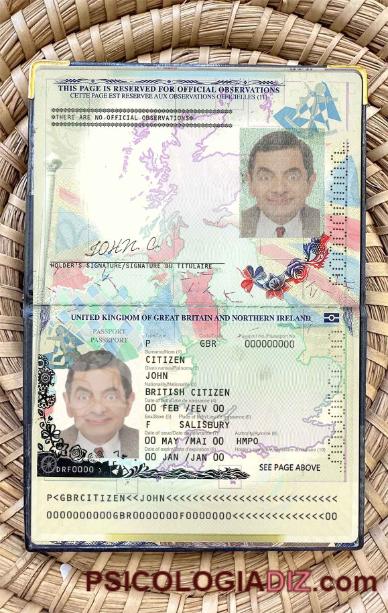 THIS PAGE IS RESERVED FOR OFFICIAL OBSERVATIONS
CETTE PAGE EST RESERVEE AUX OBSERVATIONS OFFICIELLES (11)
*THERE ARE NO OFFICIAL OBSERVATIONS*
JOHN C.
HOLDER'S SIGNATURE/SIGNATURE DU TITULAIRE
UNITED KINGDOM OF GREAT BRITAIN AND NORTHERN IRELAND
PASSPORT
PASSEPORT
P GBR 000000000
CITIZEN
JOHN
BRITISH CITIZEN
00 FEB /FEV 00
F SALISBURY
00 MAY/MAI 00 HMPO
00 JAN /JAN 00
SEE PAGE ABOVE
P<GBRCITIZEN<<JOHN<<<<<<<<<<<<<<<<<<<<<<<<<<
0000000000GBR0000000F0000000<<<<<<<<<<<<<<00
PSICOLOGIADIZ.com